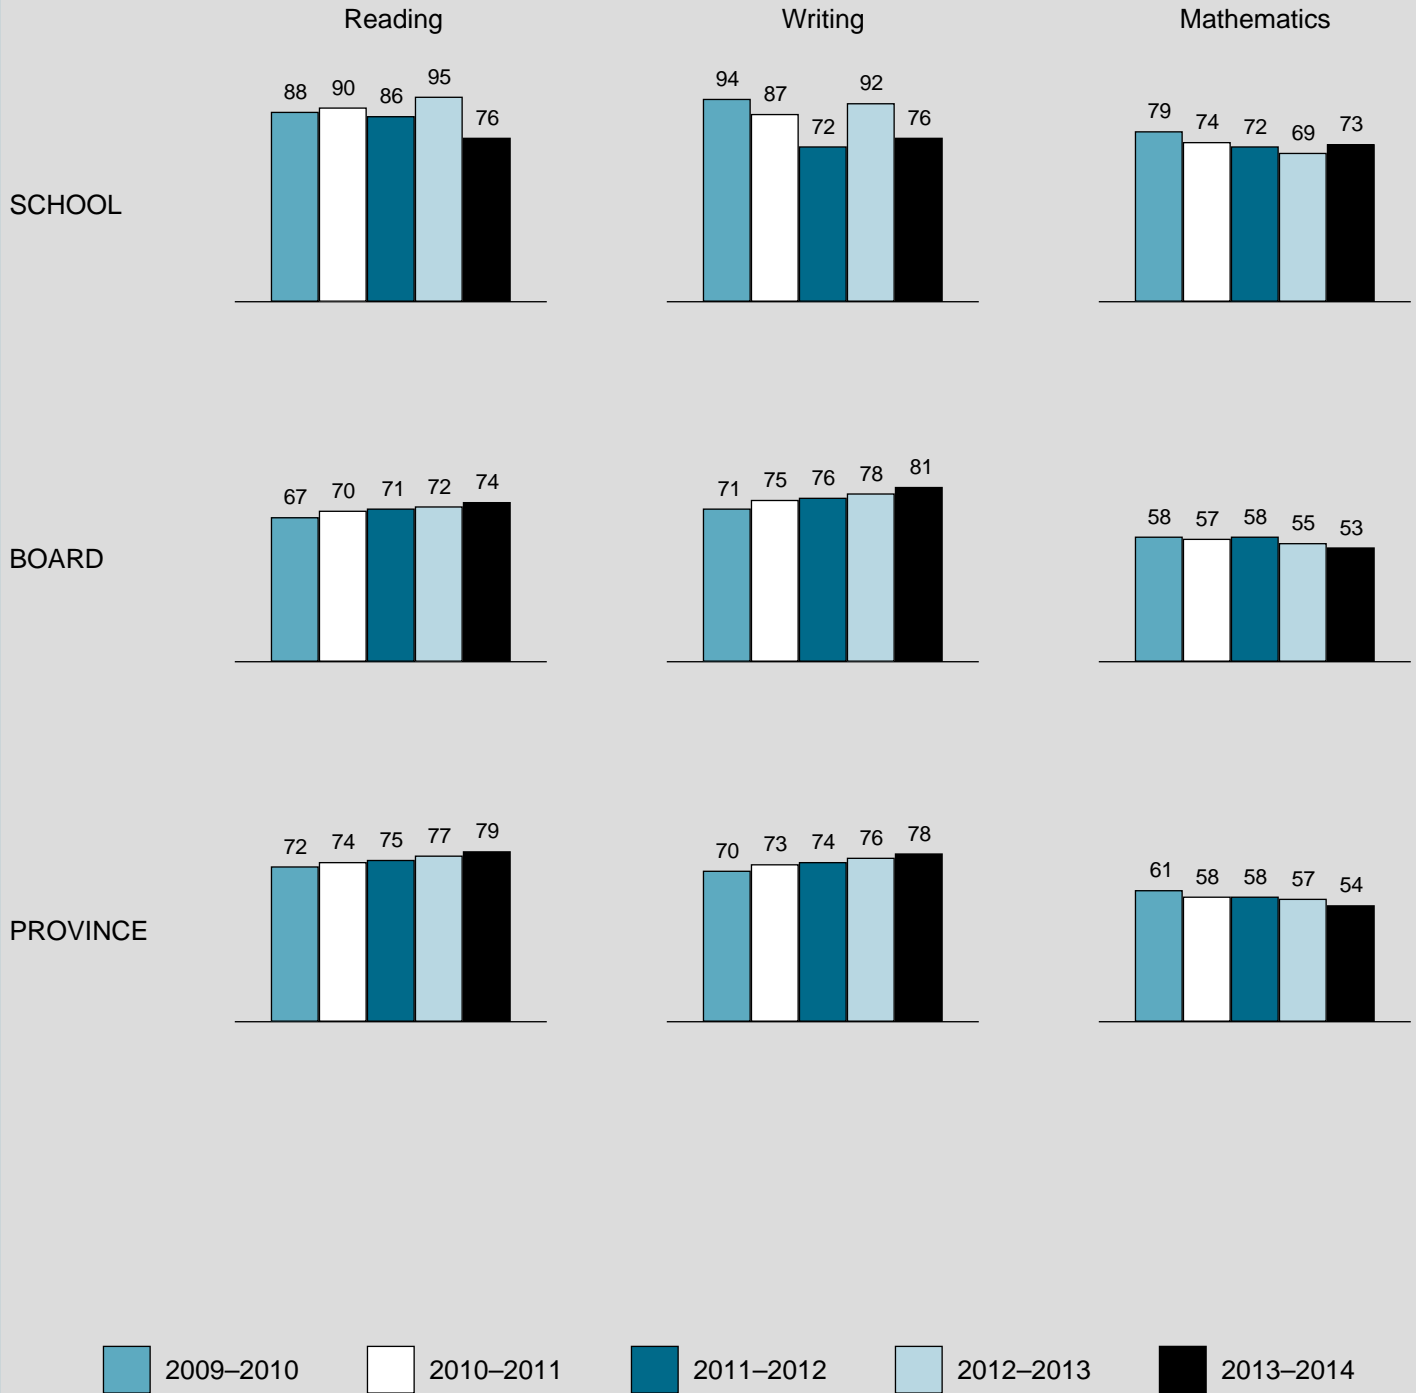 Reading Writing Mathematics
88 90 86 95 76 94 87 72 92 76 79 74 72 69 73
SCHOOL
67 70 71 72 74 71 75 76 78 81 58 57 58 55 53
BOARD
72 74 75 77 79 70 73 74 76 78 61 58 58 57 54
PROVINCE
2009–2010 2010–2011 2011–2012 2012–2013 2013–2014